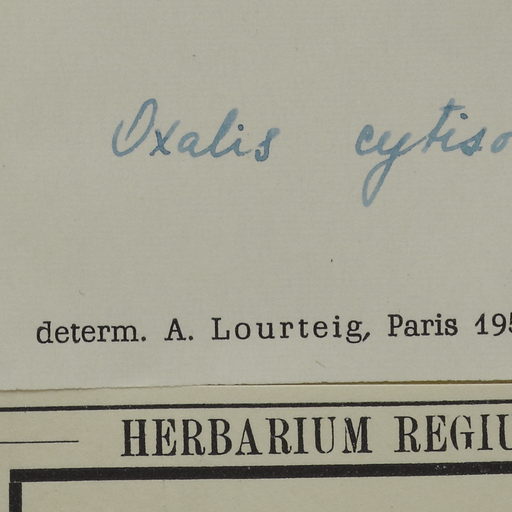 Oxalis cytiso
determ. A. Lourteig, Paris 195
HERBARIUM REGIU